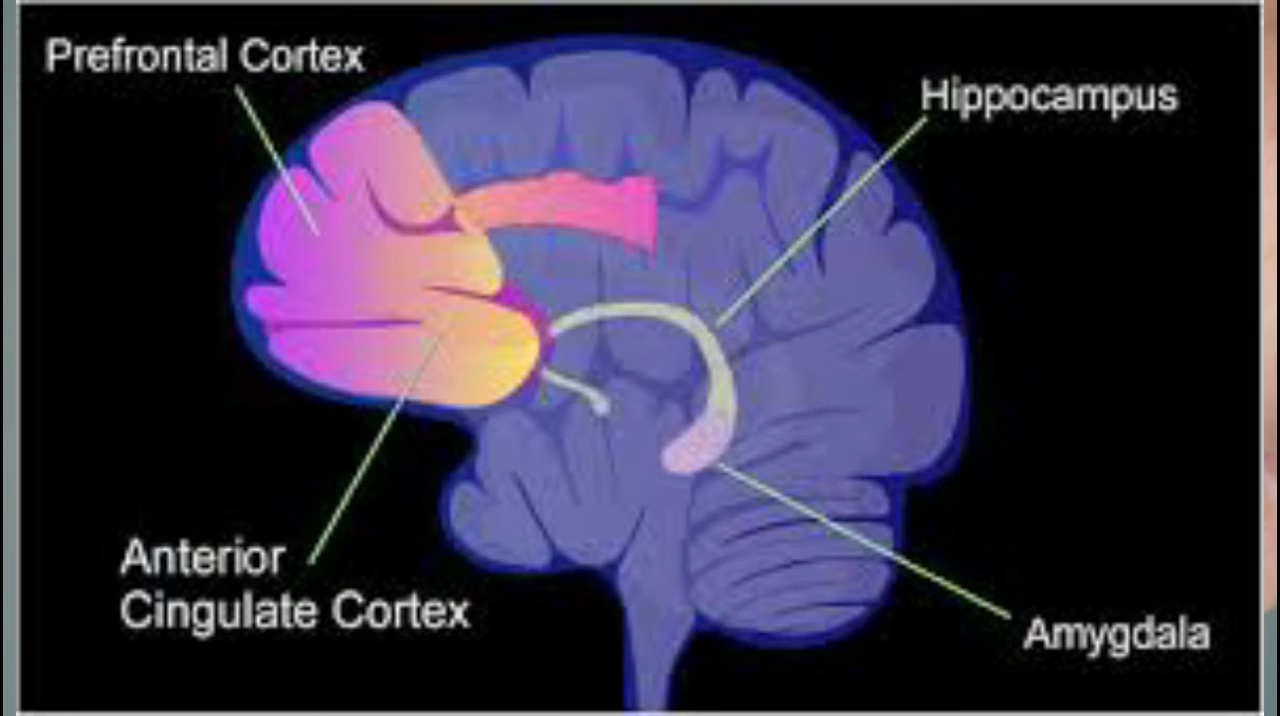 Prefrontal Cortex
Hippocampus
Anterior
Cingulate Cortex
Amygdala